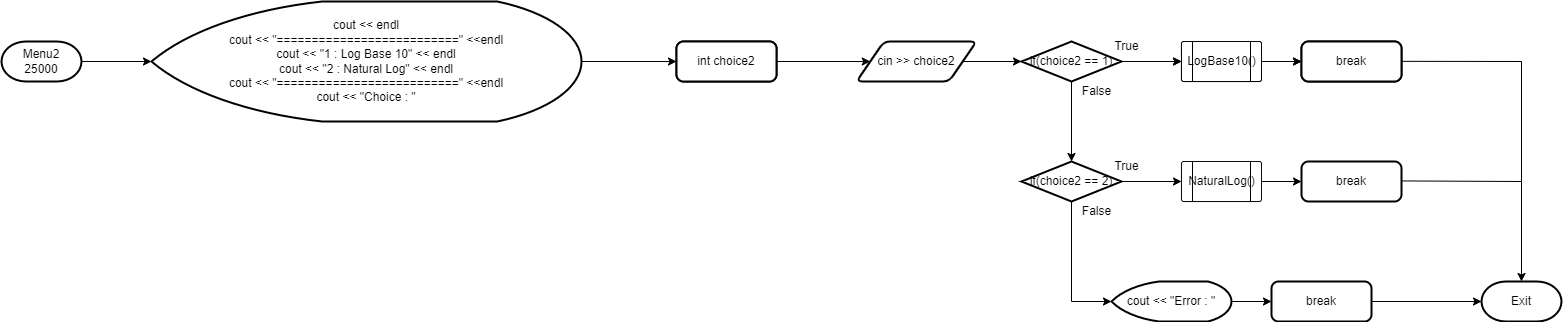 Menu2
25000
cout << endl
cout << "===========================" <<endl
cout << "1 : Log Base 10" << endl
cout << "2 : Natural Log" << endl
cout << "===========================" <<endl
cout << "Choice : "
int choice2
cin >> choice2
if(choice2 == 1)
True
False
LogBase10()
break
if(choice2 == 2)
True
False
NaturalLog()
break
cout << "Error : "
break
Exit